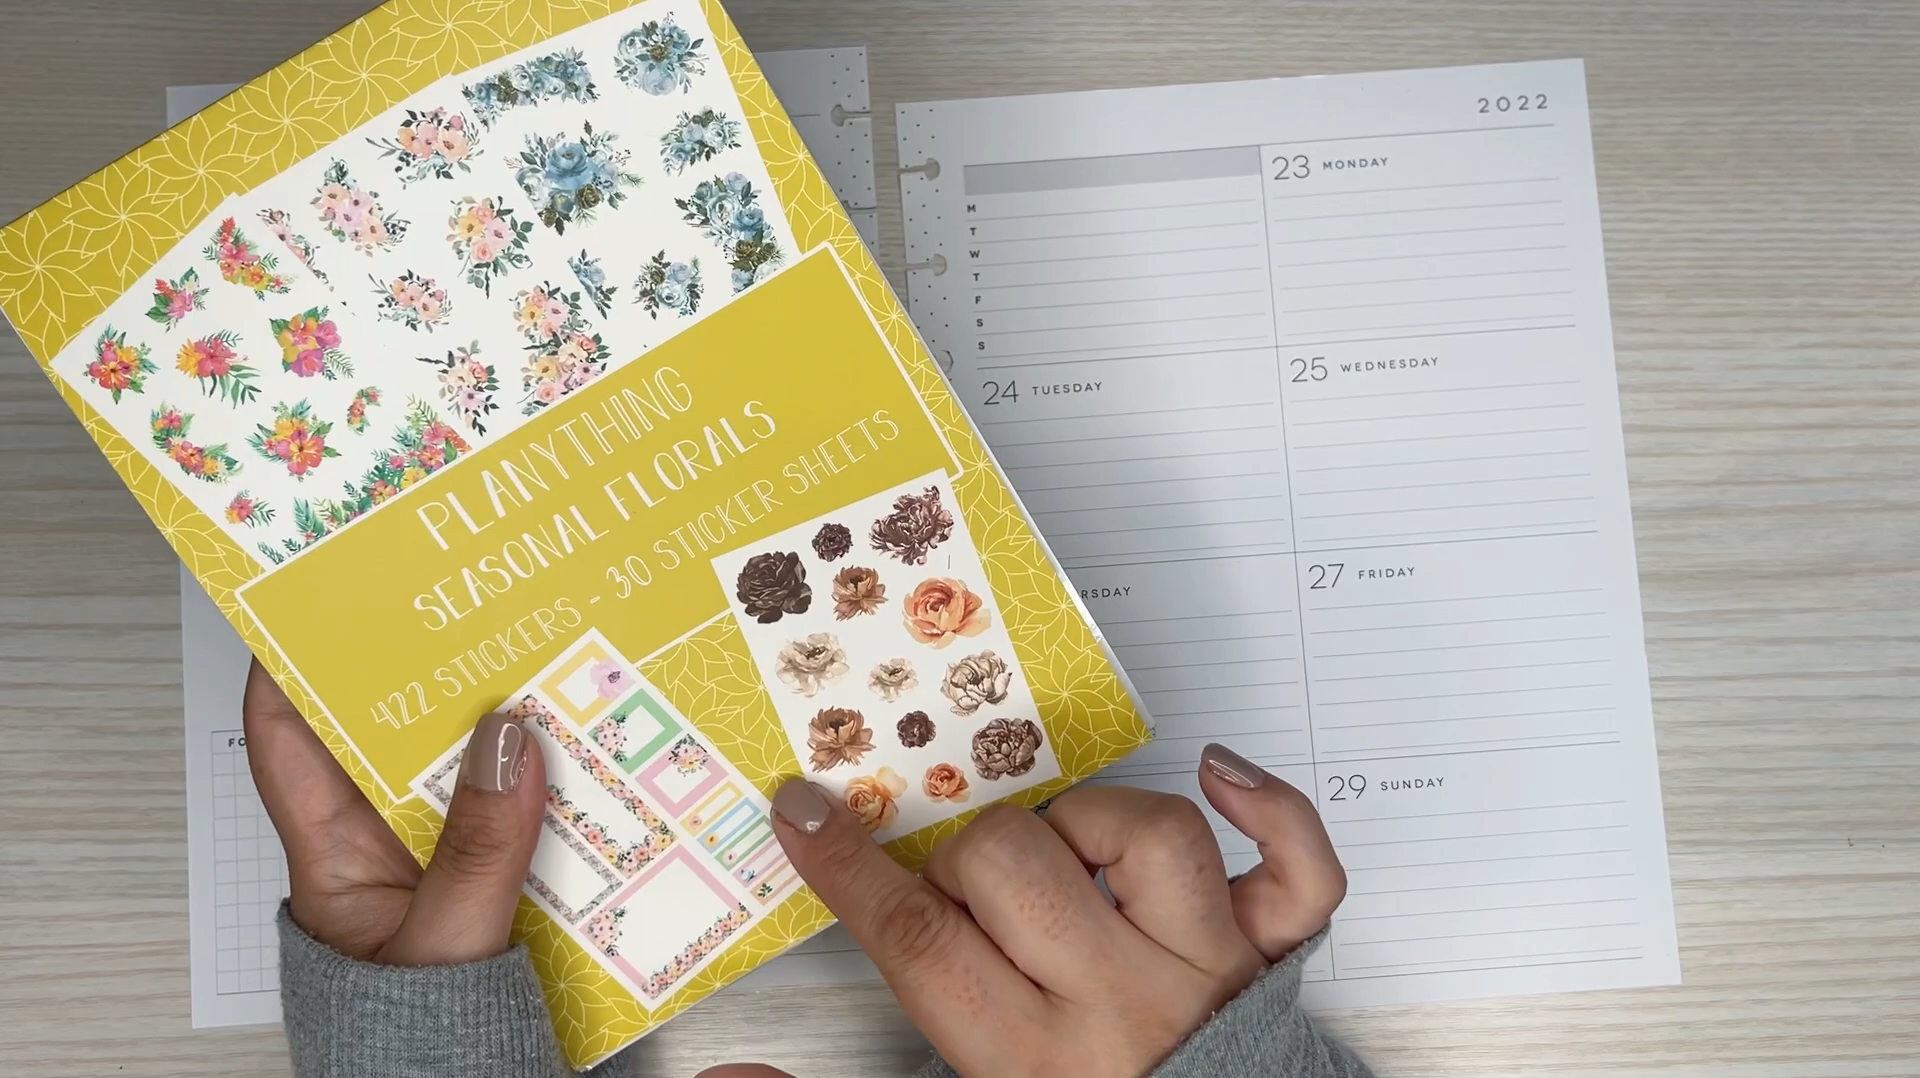 PLANYTHING
SEASONAL FLORALS
422 STICKERS - 30 STICKER SHEETS
2022
M
T
W
T
F
S
S
23 MONDAY
24 TUESDAY
25 WEDNESDAY
27 FRIDAY
29 SUNDAY